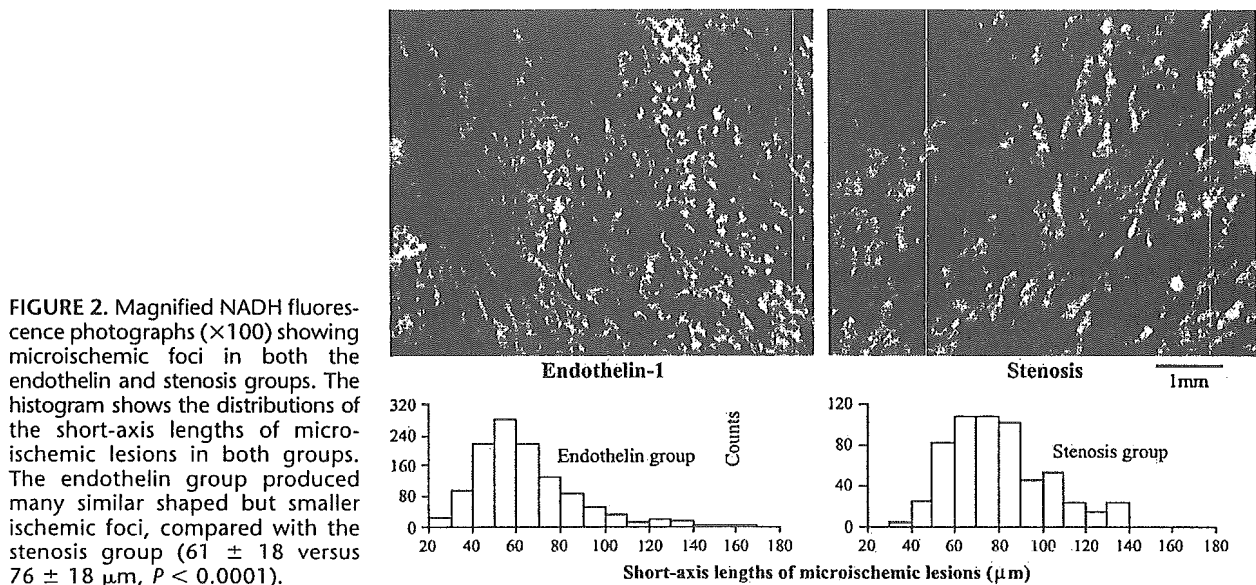 FIGURE 2. Magnified NADH fluores-
cence photographs (×100) showing
microischemic foci in both the
endothelin and stenosis groups. The
histogram shows the distributions of
the short-axis lengths of micro-
ischemic lesions in both groups.
The endothelin group produced
many similar shaped but smaller
ischemic foci, compared with the
stenosis group (61 ± 18 versus
76 ± 18 μm, P < 0.0001).
Endothelin-1
Stenosis
1mm
320
240
160
80
0
Endothelin group
20 40 60 80 100 120 140 160 180
Counts
120
80
40
0
Stenosis group
20 40 60 80 100 120 140 160 180
Short-axis lengths of microischemic lesions (μm)